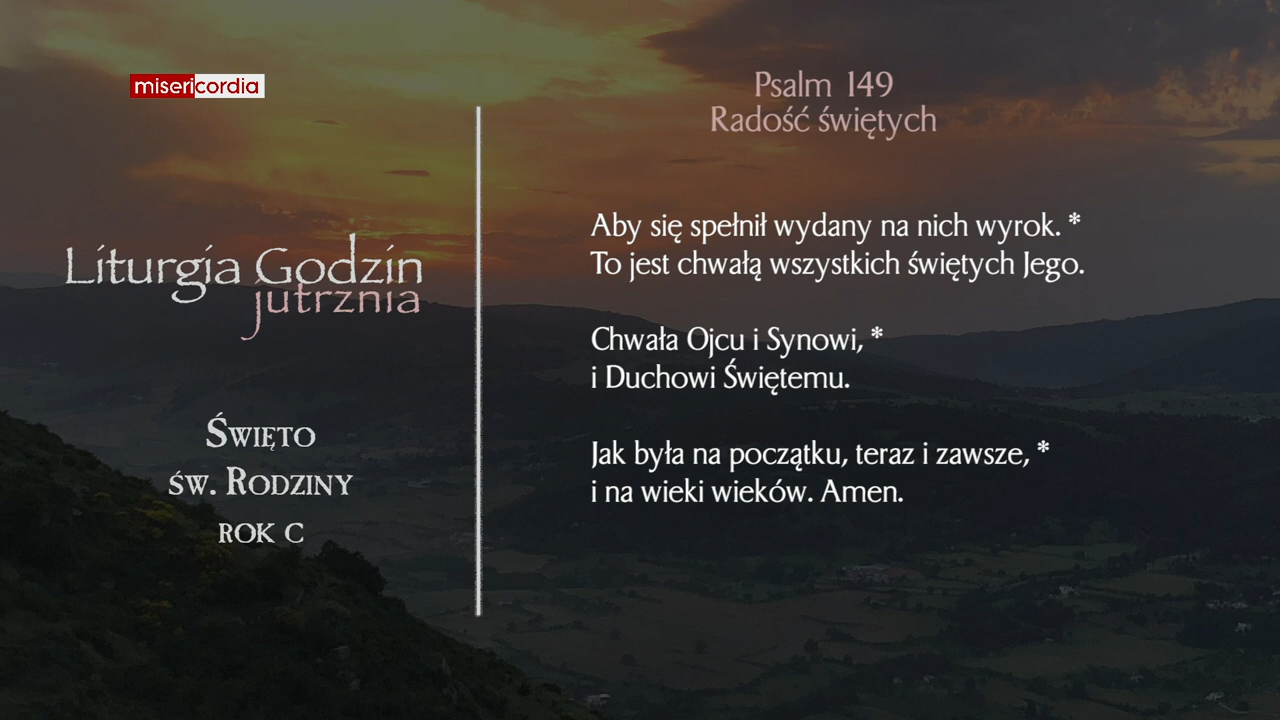 misericordia
Liturgia Godzin
jutrznia
Święto
św. Rodziny
rok C
Psalm 149
Radość świętych
Aby się spełnił wydany na nich wyrok. *
To jest chwałą wszystkich świętych Jego.
Chwała Ojcu i Synowi, *
i Duchowi Świętemu.
Jak była na początku, teraz i zawsze, *
i na wieki wieków. Amen.